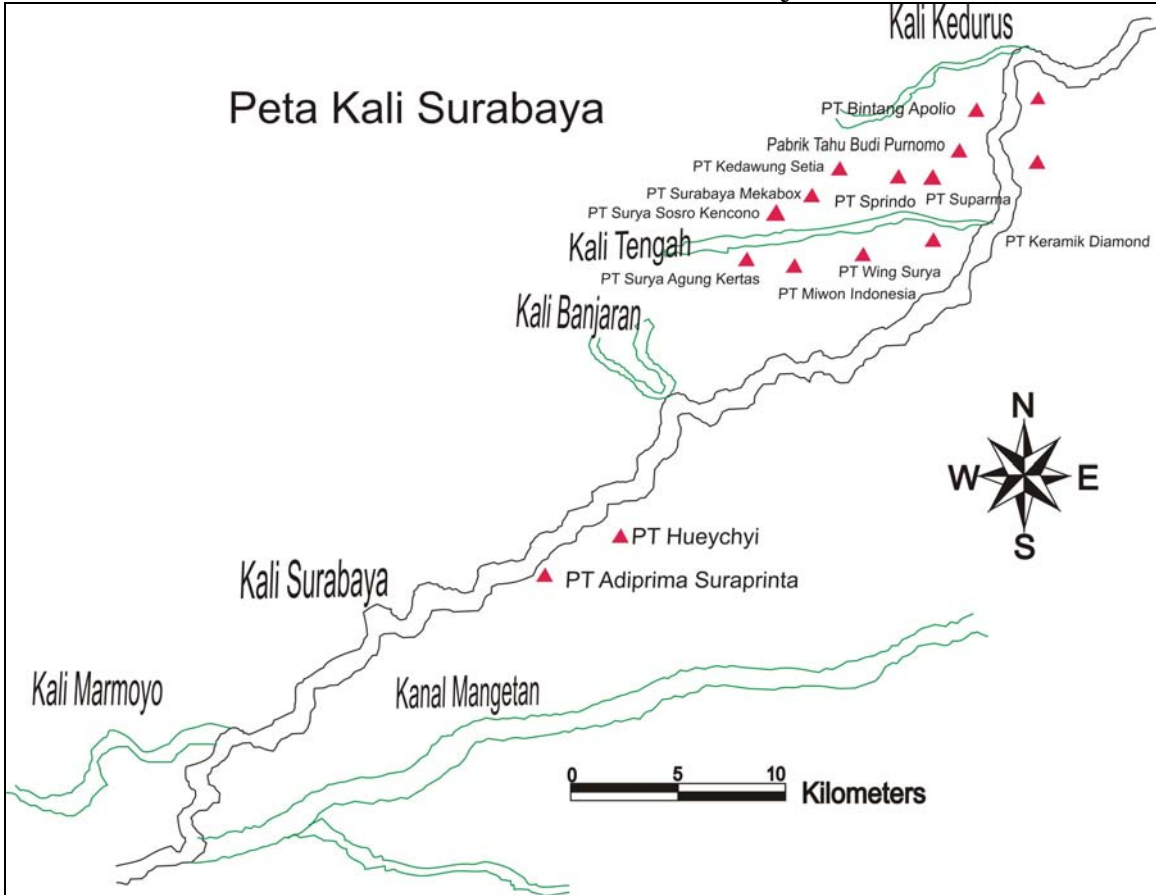 Kali Kedurus
Peta Kali Surabaya
PT Bintang Apolio
Pabrik Tahu Budi Purnomo
PT Kedawung Setia
PT Surabaya Mekabox
PT Sprindo
PT Suparma
PT Surya Sosro Kencono
Kali Tengah
PT Keramik Diamond
PT Surya Agung Kertas
PT Wing Surya
PT Miwon Indonesia
Kali Banjaran
N
W
E
S
PT Hueychyi
PT Adiprima Suraprinta
Kali Surabaya
Kali Marmoyo
Kanal Mangetan
0 5 10
Kilometers